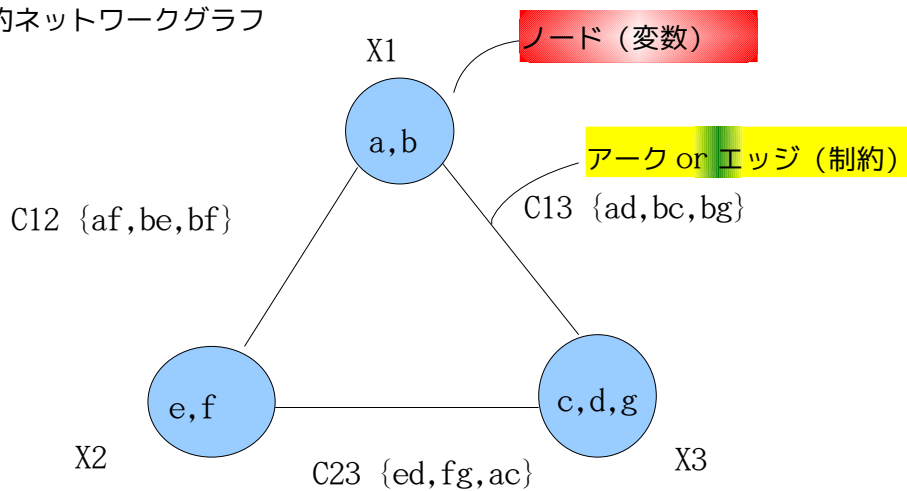 的ネットワークグラフ
X1
ノード (変数)
a,b
アーク or エッジ (制約)
C12 {af,be,bf}
C13 {ad,bc,bg}
e,f
c,d,g
X2
X3
C23 {ed,fg,ac}